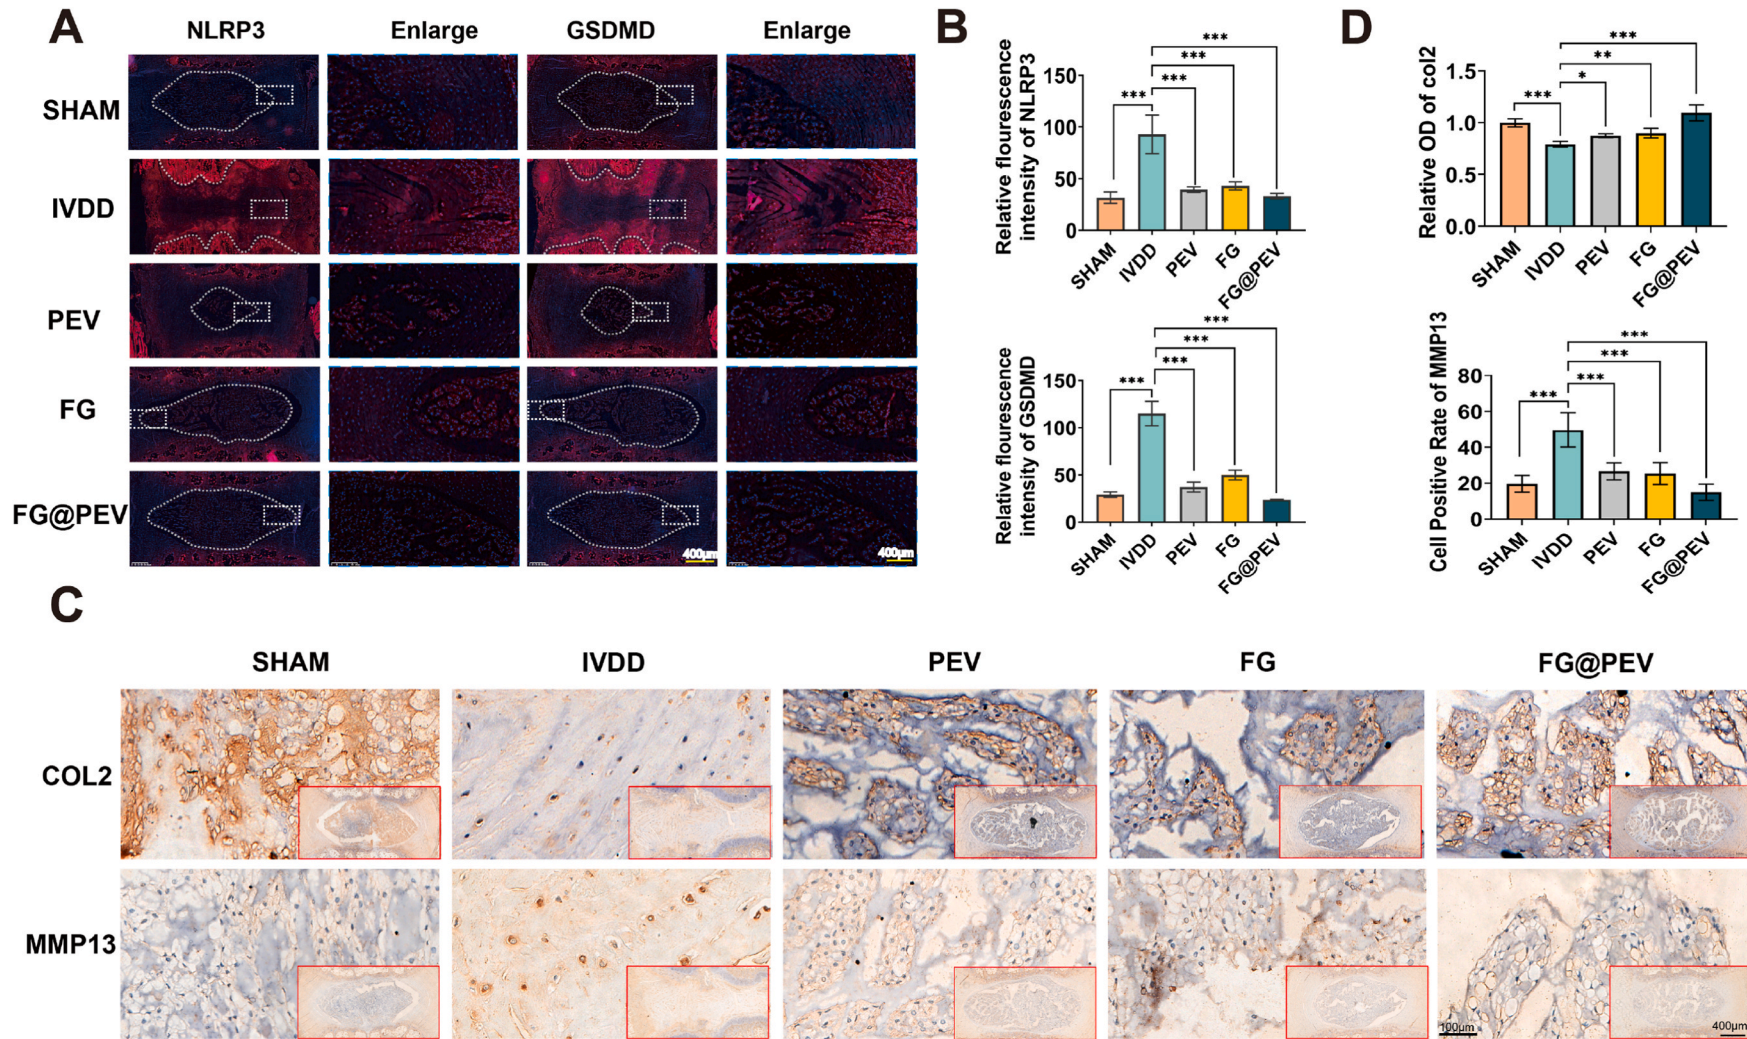 A
NLRP3 Enlarge GSDMD Enlarge
SHAM
IVDD
PEV
FG
FG@PEV
400μm 400μm
B
Relative flourescence
intensity of NLRP3
150
100
50
0
*** *** *** ***
SHAM IVDD PEV FG FG@PEV
Relative flourescence
intensity of GSDMD
150
100
50
0
*** *** *** ***
SHAM IVDD PEV FG FG@PEV
D
Relative OD of col2
1.5
1.0
0.5
0.0
*** * ** ***
SHAM IVDD PEV FG FG@PEV
Cell Positive Rate of MMP13
80
60
40
20
0
*** *** *** ***
SHAM IVDD PEV FG FG@PEV
C
SHAM IVDD PEV FG FG@PEV
COL2
MMP13
100μm 400μm